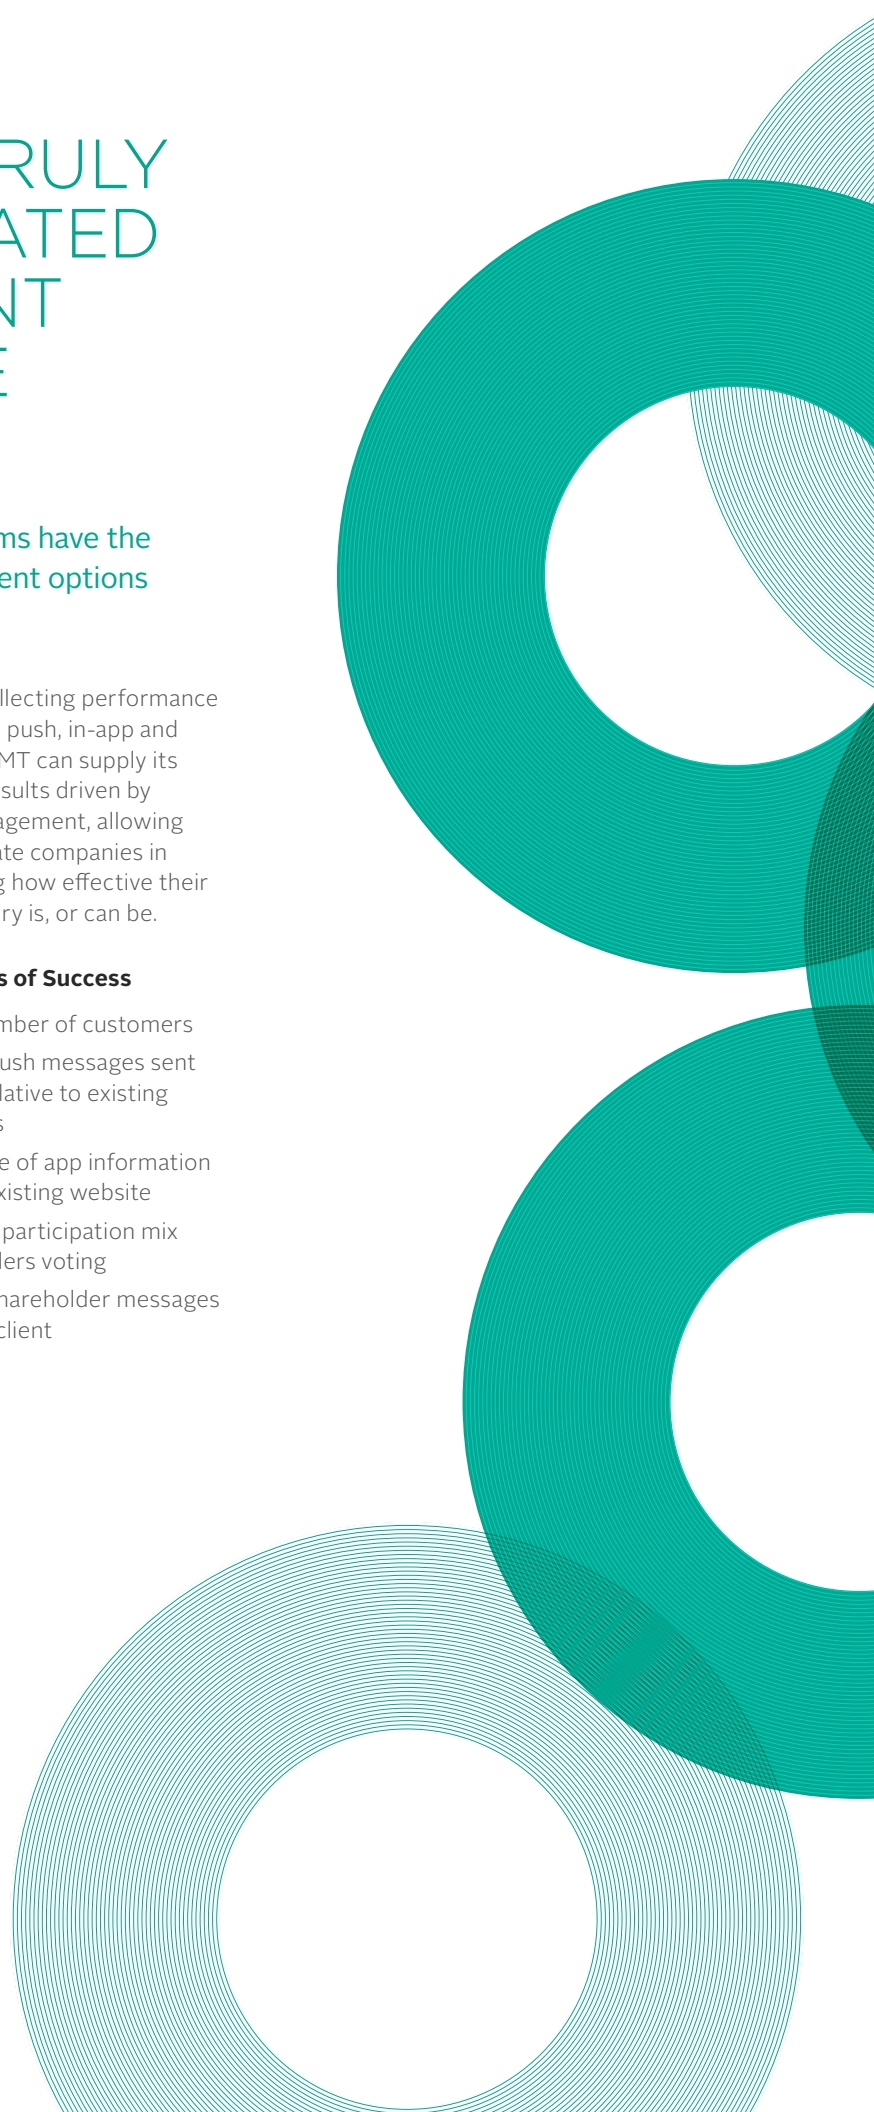 RULY
ATED
NT
E
ms have the
ent options
llecting performance
push, in-app and
MT can supply its
sults driven by
agement, allowing
ate companies in
g how effective their
ry is, or can be.
s of Success
mber of customers
ush messages sent
lative to existing
s
e of app information
xisting website
participation mix
lers voting
hareholder messages
client